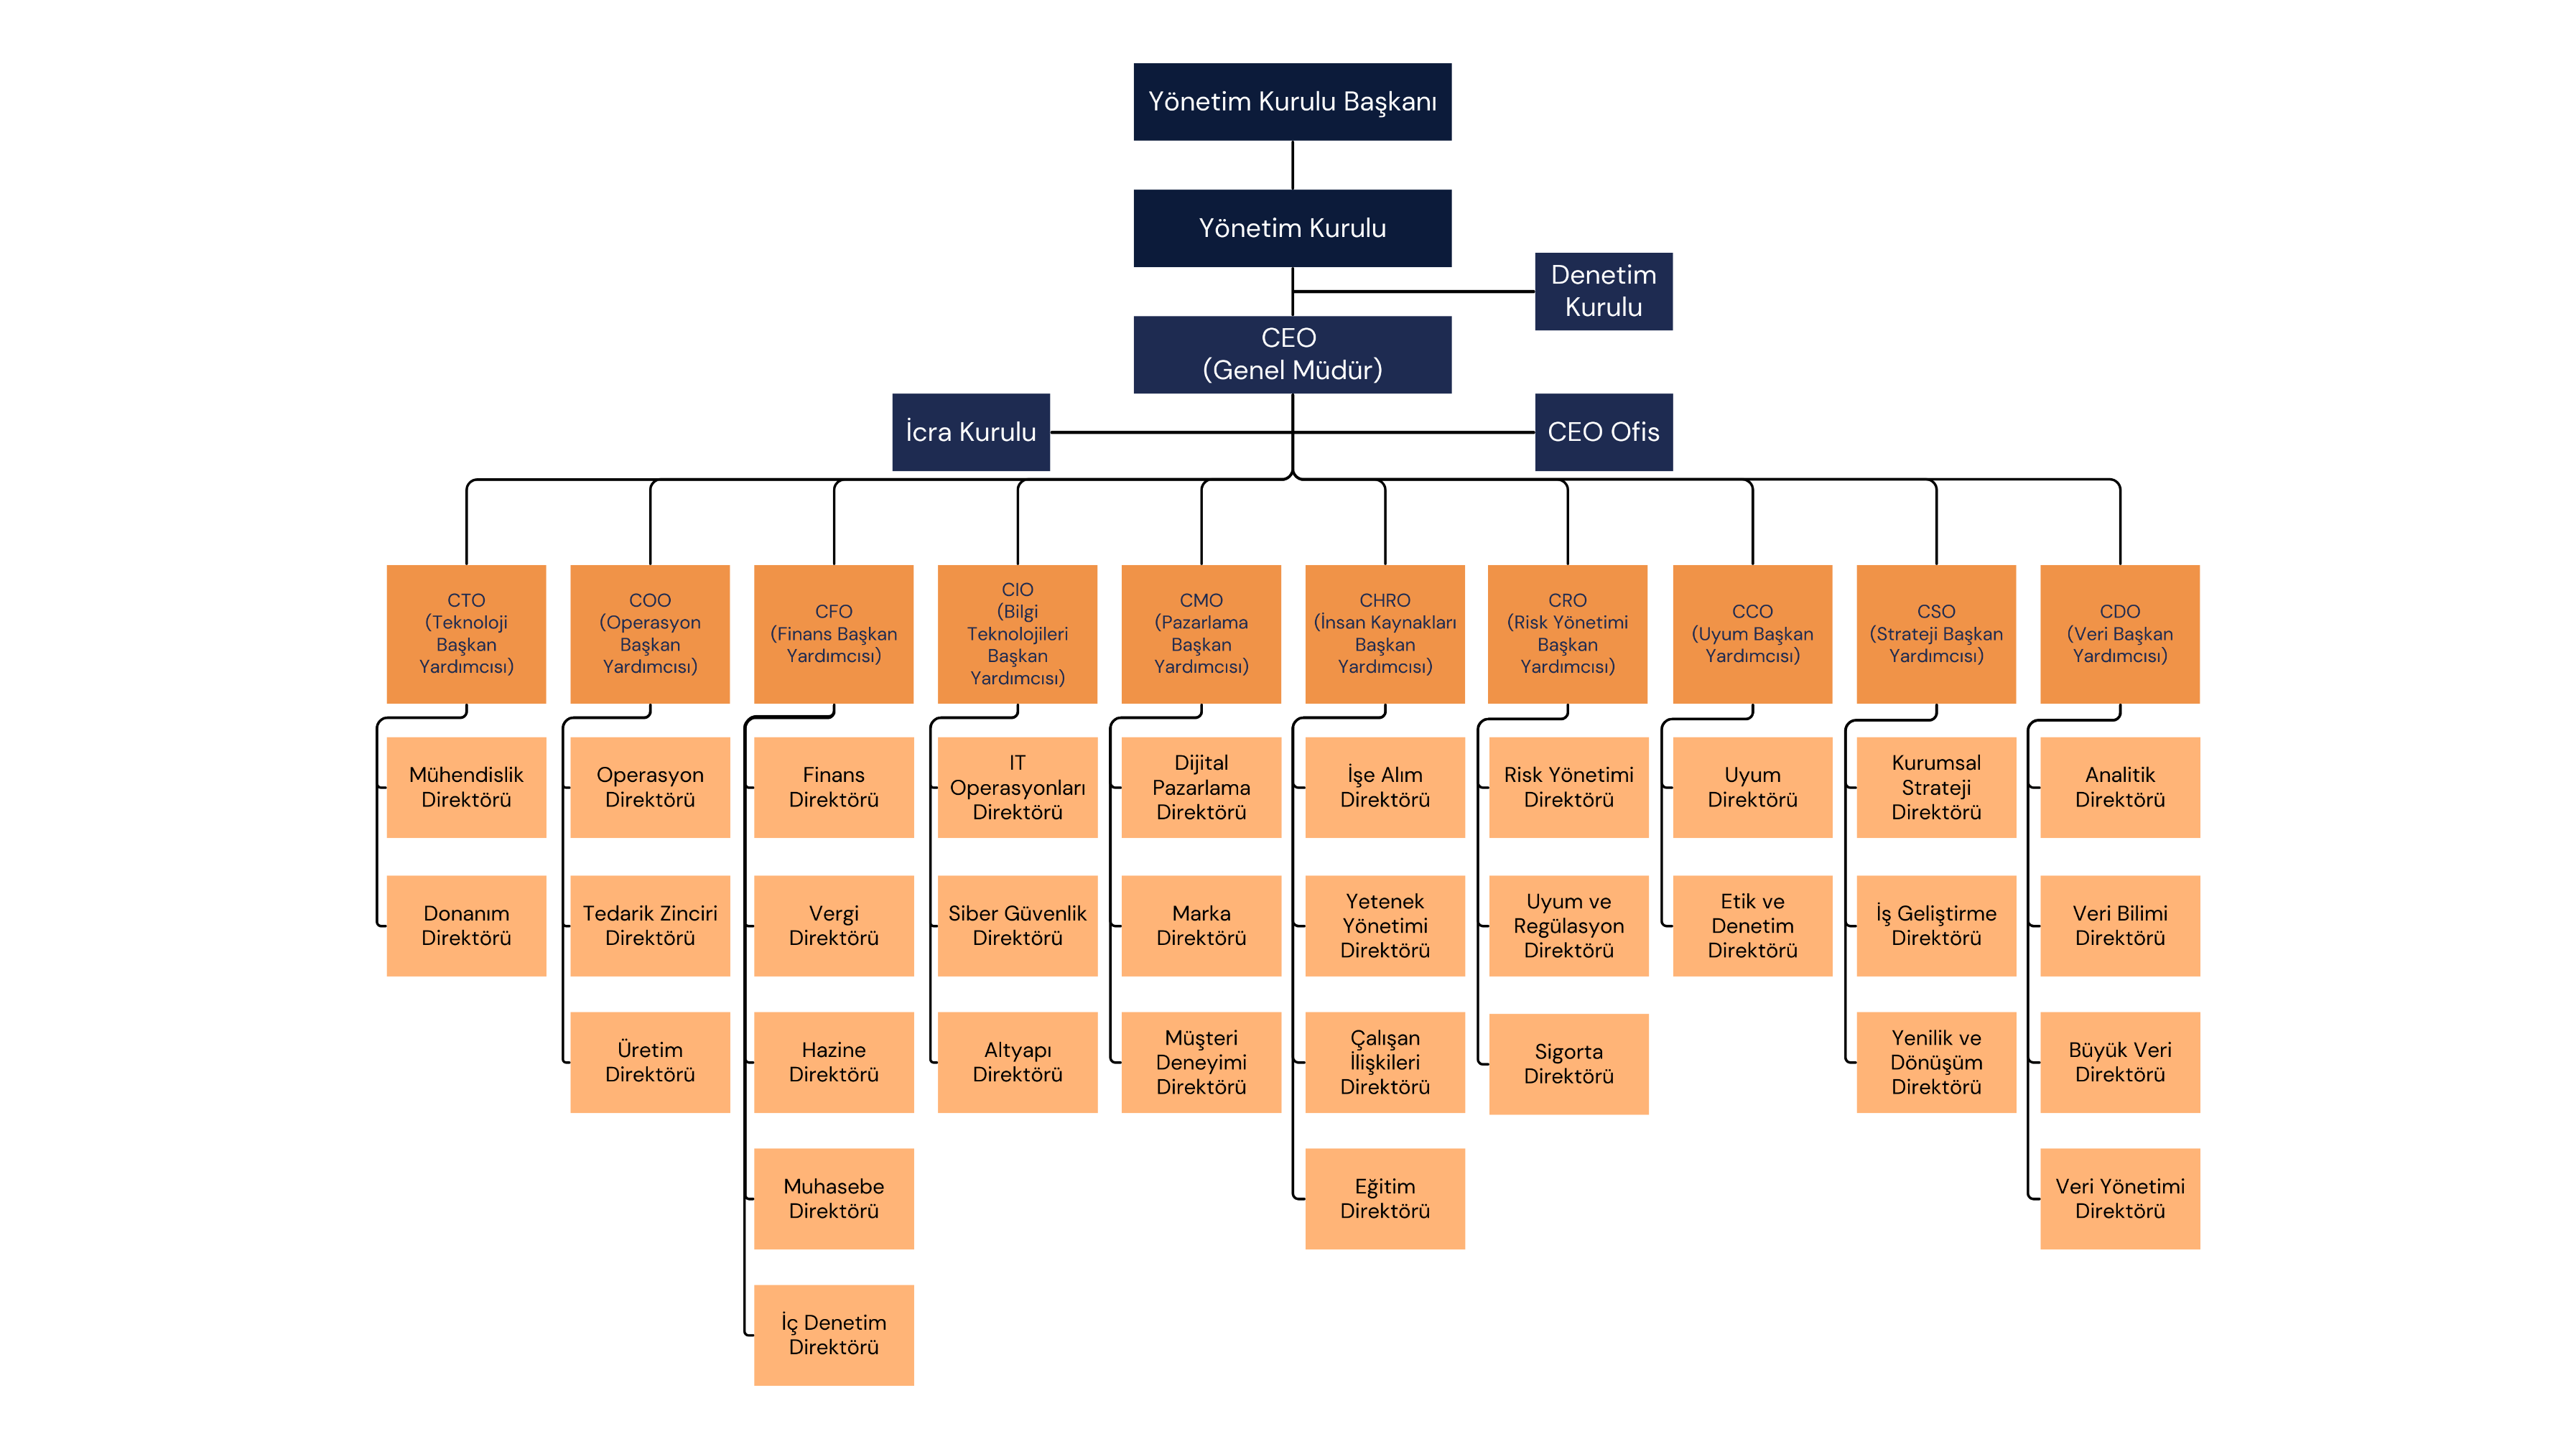 Yönetim Kurulu Başkanı
Yönetim Kurulu
Denetim
Kurulu
CEO
(Genel Müdür)
İcra Kurulu
CEO Ofis
CTO
(Teknoloji
Başkan
Yardımcısı)
COO
(Operasyon
Başkan
Yardımcısı)
CFO
(Finans Başkan
Yardımcısı)
CIO
(Bilgi
Teknolojileri
Başkan
Yardımcısı)
CMO
(Pazarlama
Başkan
Yardımcısı)
CHRO
(İnsan Kaynakları
Başkan
Yardımcısı)
CRO
(Risk Yönetimi
Başkan
Yardımcısı)
CCO
(Uyum Başkan
Yardımcısı)
CSO
(Strateji Başkan
Yardımcısı)
CDO
(Veri Başkan
Yardımcısı)
Mühendislik
Direktörü
Operasyon
Direktörü
Finans
Direktörü
IT
Operasyonları
Direktörü
Dijital
Pazarlama
Direktörü
İşe Alım
Direktörü
Risk Yönetimi
Direktörü
Uyum
Direktörü
Kurumsal
Strateji
Direktörü
Analitik
Direktörü
Donanım
Direktörü
Tedarik Zinciri
Direktörü
Vergi
Direktörü
Siber Güvenlik
Direktörü
Marka
Direktörü
Yetenek
Yönetimi
Direktörü
Uyum ve
Regülasyon
Direktörü
Etik ve
Denetim
Direktörü
İş Geliştirme
Direktörü
Veri Bilimi
Direktörü
Üretim
Direktörü
Hazine
Direktörü
Altyapı
Direktörü
Müşteri
Deneyimi
Direktörü
Çalışan
İlişkileri
Direktörü
Sigorta
Direktörü
Yenilik ve
Dönüşüm
Direktörü
Büyük Veri
Direktörü
Muhasebe
Direktörü
Eğitim
Direktörü
Veri Yönetimi
Direktörü
İç Denetim
Direktörü